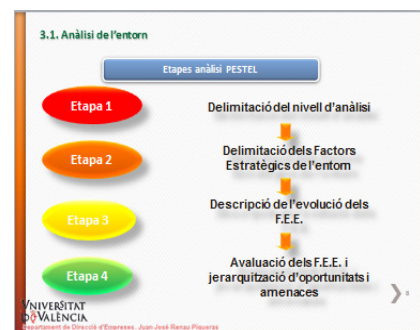 3.1. Anàlisi de l'entorn
Etapes anàlisi PESTEL
Etapa 1
Delimitació del nivell d'anàlisi
Etapa 2
Delimitació dels Factors
Estratègics de l'entorn
Etapa 3
Descripció de l'evolució dels
F.E.E.
Etapa 4
Avaluació dels F.E.E. i
jerarquització d'oportunitats i
amenaces
VNIVERSITAT
DE VALÈNCIA
Departament de Direcció d'Empreses. Juan José Renau Piqueras